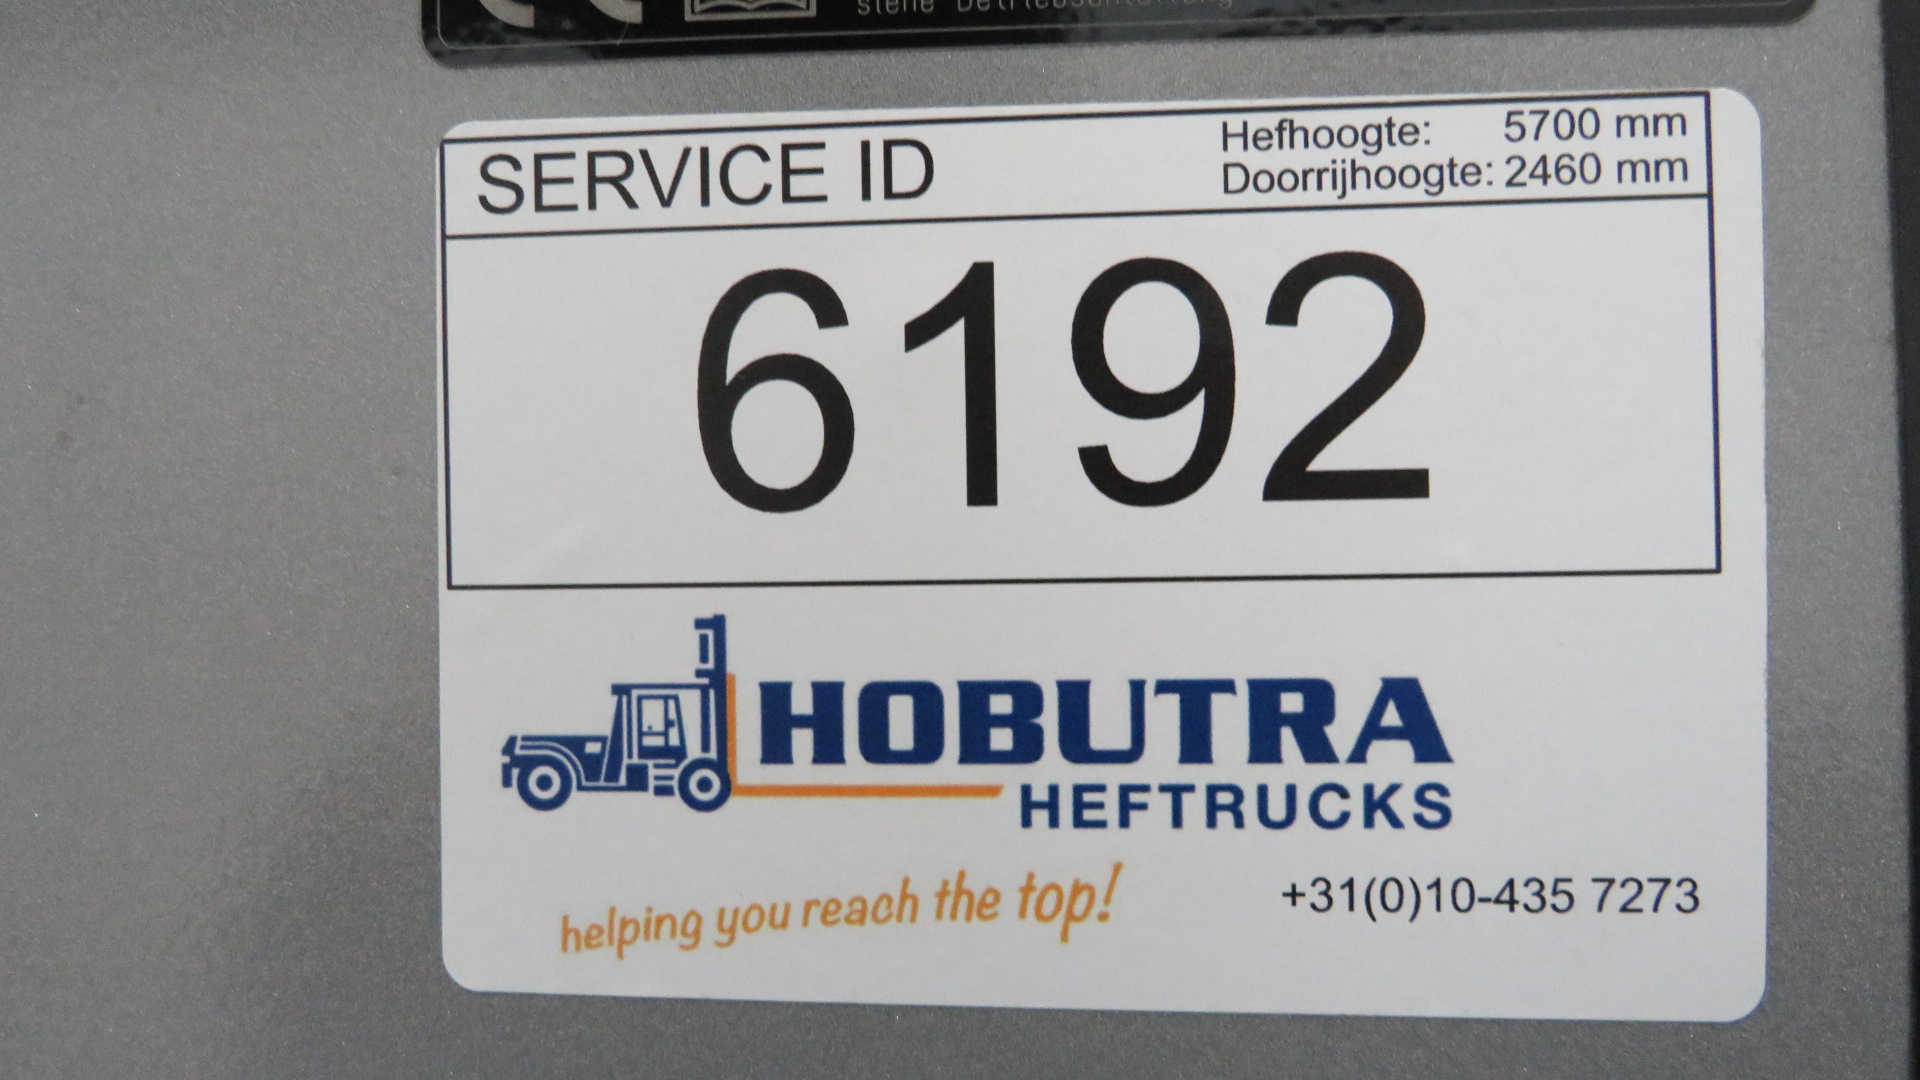 SERVICE ID
Hefhoogte: 5700 mm
Doorrijhoogte: 2460 mm
6192
HOBUTRA
HEFTRUCKS
helping you reach the top!
+31(0)10-435 7273